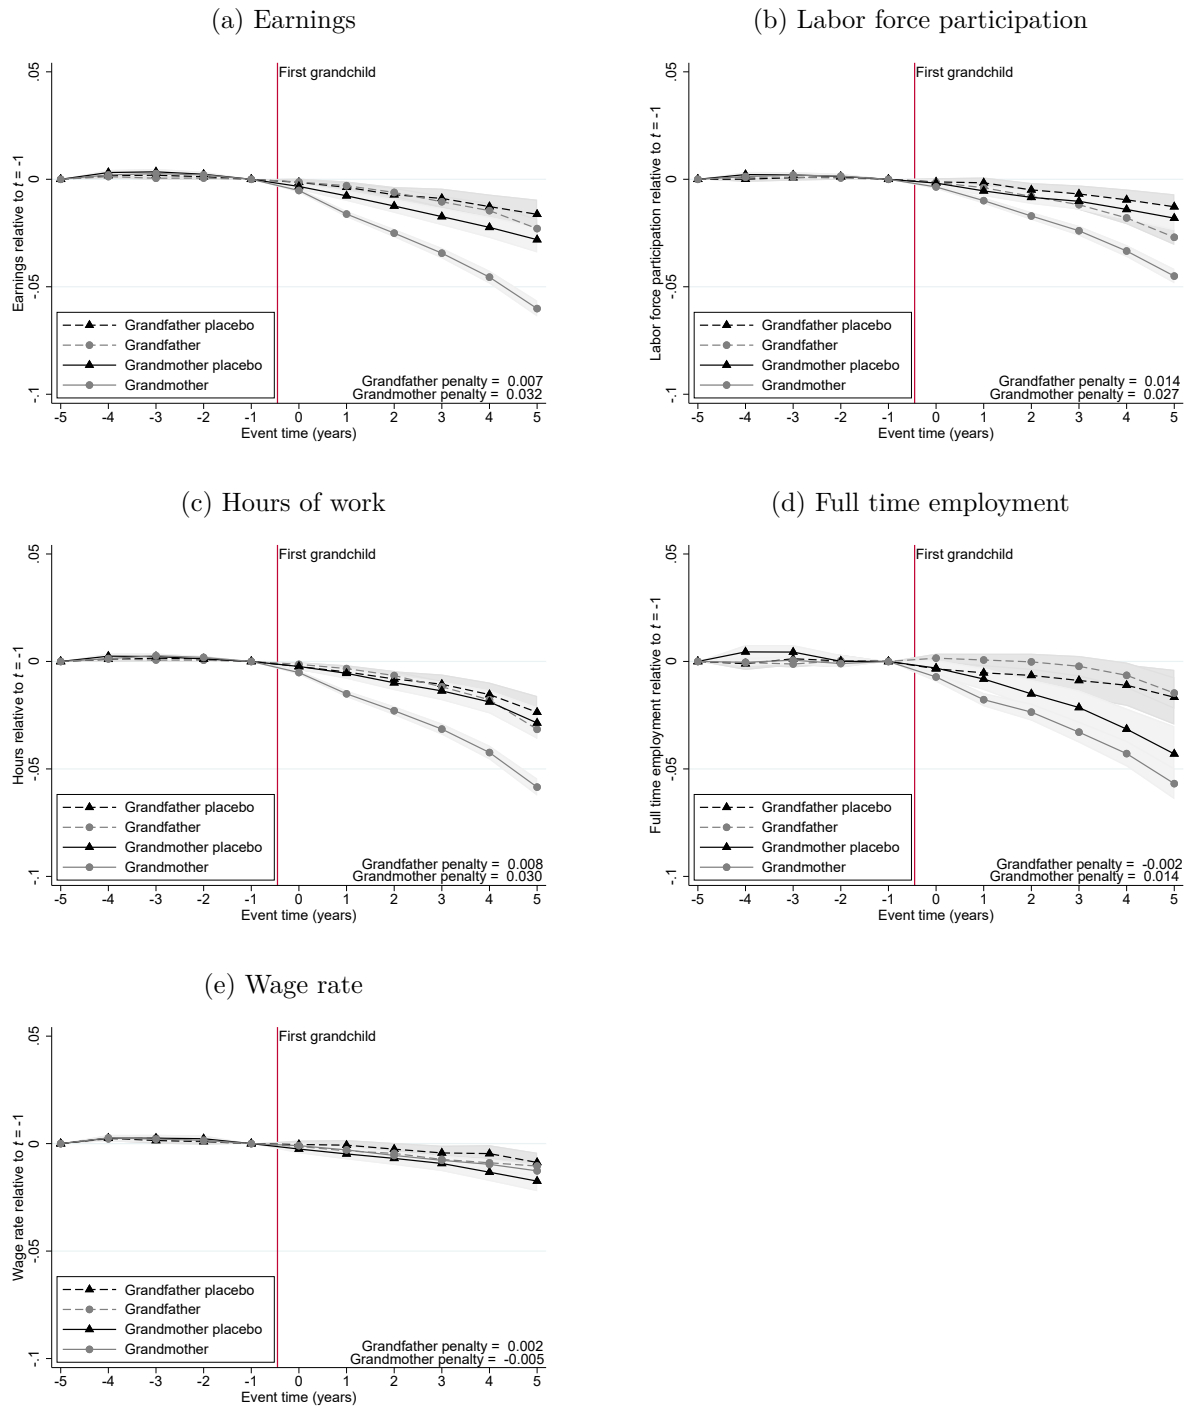 (a) Earnings
First grandchild
Earnings relative to t = -1
.05
0
-.05
-.1
Grandfather placebo
Grandfather
Grandmother placebo
Grandmother
Grandfather penalty = 0.007
Grandmother penalty = 0.032
-5 -4 -3 -2 -1 0 1 2 3 4 5
Event time (years)
(b) Labor force participation
First grandchild
Labor force participation relative to t = -1
.05
0
-.05
-.1
Grandfather placebo
Grandfather
Grandmother placebo
Grandmother
Grandfather penalty = 0.014
Grandmother penalty = 0.027
-5 -4 -3 -2 -1 0 1 2 3 4 5
Event time (years)
(c) Hours of work
First grandchild
Hours relative to t = -1
.05
0
-.05
-.1
Grandfather placebo
Grandfather
Grandmother placebo
Grandmother
Grandfather penalty = 0.008
Grandmother penalty = 0.030
-5 -4 -3 -2 -1 0 1 2 3 4 5
Event time (years)
(d) Full time employment
First grandchild
Full time employment relative to t = -1
.05
0
-.05
-.1
Grandfather placebo
Grandfather
Grandmother placebo
Grandmother
Grandfather penalty = -0.002
Grandmother penalty = 0.014
-5 -4 -3 -2 -1 0 1 2 3 4 5
Event time (years)
(e) Wage rate
First grandchild
Wage rate relative to t = -1
.05
0
-.05
-.1
Grandfather placebo
Grandfather
Grandmother placebo
Grandmother
Grandfather penalty = 0.002
Grandmother penalty = -0.005
-5 -4 -3 -2 -1 0 1 2 3 4 5
Event time (years)